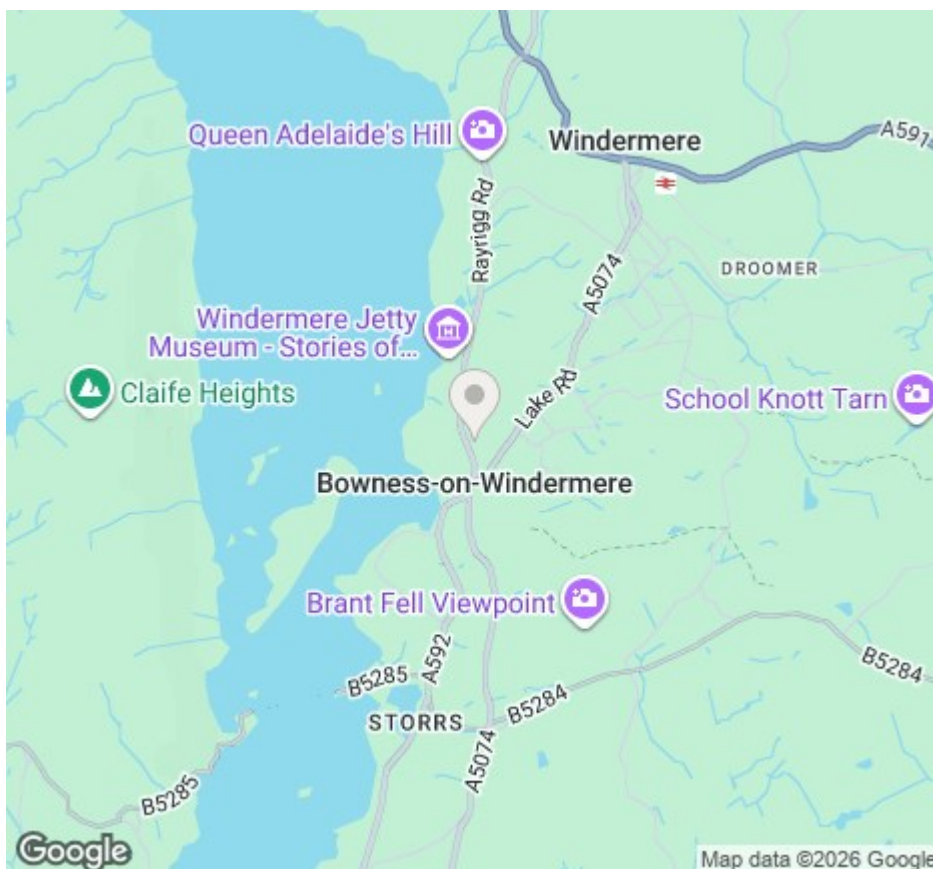 Queen Adelaide's Hill
Windermere
A591
Rayrigg Rd
A5074
DROOMER
Windermere Jetty
Museum - Stories of...
Claife Heights
Lake Rd
School Knott Tarn
Bowness-on-Windermere
Brant Fell Viewpoint
A592
B5285
B5284
B5284
STORRS
A5074
B5285
Google
Map data ©2026 Google